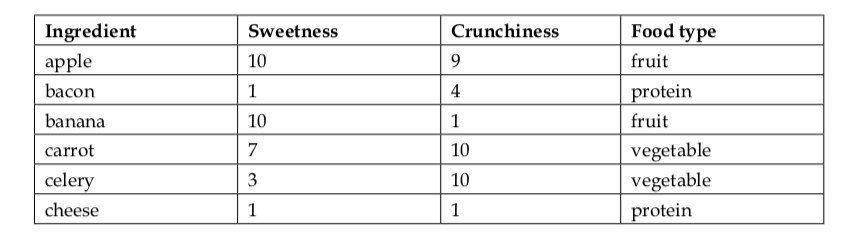 Ingredient Sweetness Crunchiness Food type
apple 10 9 fruit
bacon 1 4 protein
banana 10 1 fruit
carrot 7 10 vegetable
celery 3 10 vegetable
cheese 1 1 protein